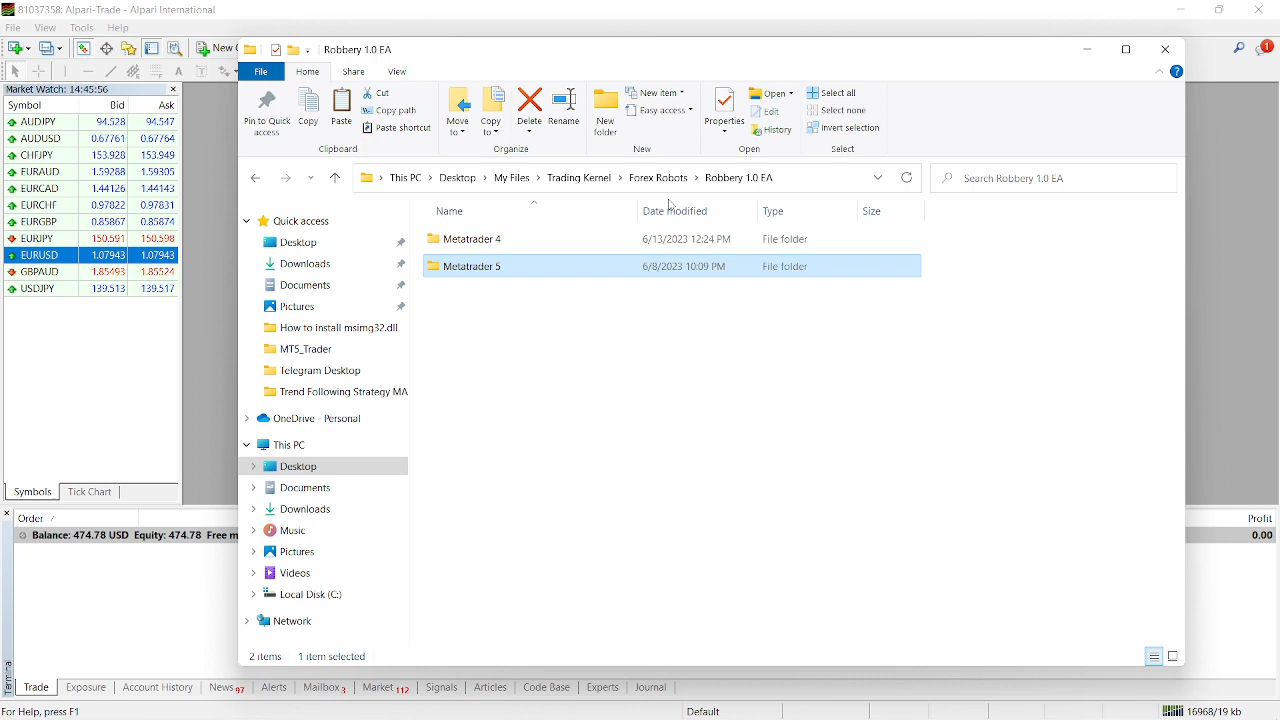 81037358: Alpari-Trade - Alpari International
File View Tools Help
New
Market Watch: 14:45:56
Symbol Bid Ask
AUDJPY 94.528 94.547
AUDUSD 0.67761 0.67764
CHFJPY 153.928 153.949
EURAUD 1.59288 1.59305
EURCAD 1.44126 1.44143
EURCHF 0.97822 0.97831
EURGBP 0.85867 0.85874
EURJPY 150.591 150.598
EURUSD 1.07943 1.07943
GBPAUD 1.85493 1.85524
USDJPY 139.513 139.517
Symbols Tick Chart
Robbery 1.0 EA
File Home Share View
Pin to Quick access
Copy
Paste
Cut
Copy path
Paste shortcut
Clipboard
Move to
Copy to
Delete
Rename
Organize
New folder
New item
Easy access
New
Properties
Open
Edit
History
Open
Select all
Select none
Invert selection
Select
This PC > Desktop > My Files > Trading Kernel > Forex Robots > Robbery 1.0 EA
Search Robbery 1.0 EA
Name Date modified Type Size
Metatrader 4 6/13/2023 12:24 PM File folder
Metatrader 5 6/8/2023 10:09 PM File folder
Quick access
Desktop
Downloads
Documents
Pictures
How to install msimg32.dll
MT5_Trader
Telegram Desktop
Trend Following Strategy MA
OneDrive - Personal
This PC
Desktop
Documents
Downloads
Music
Pictures
Videos
Local Disk (C:)
Network
2 items 1 item selected
Order / Profit
Balance: 474.78 USD Equity: 474.78 Free m 0.00
Terminal
Trade Exposure Account History News 97 Alerts Mailbox 3 Market 112 Signals Articles Code Base Experts Journal
For Help, press F1 Default 16968/19 kb
1